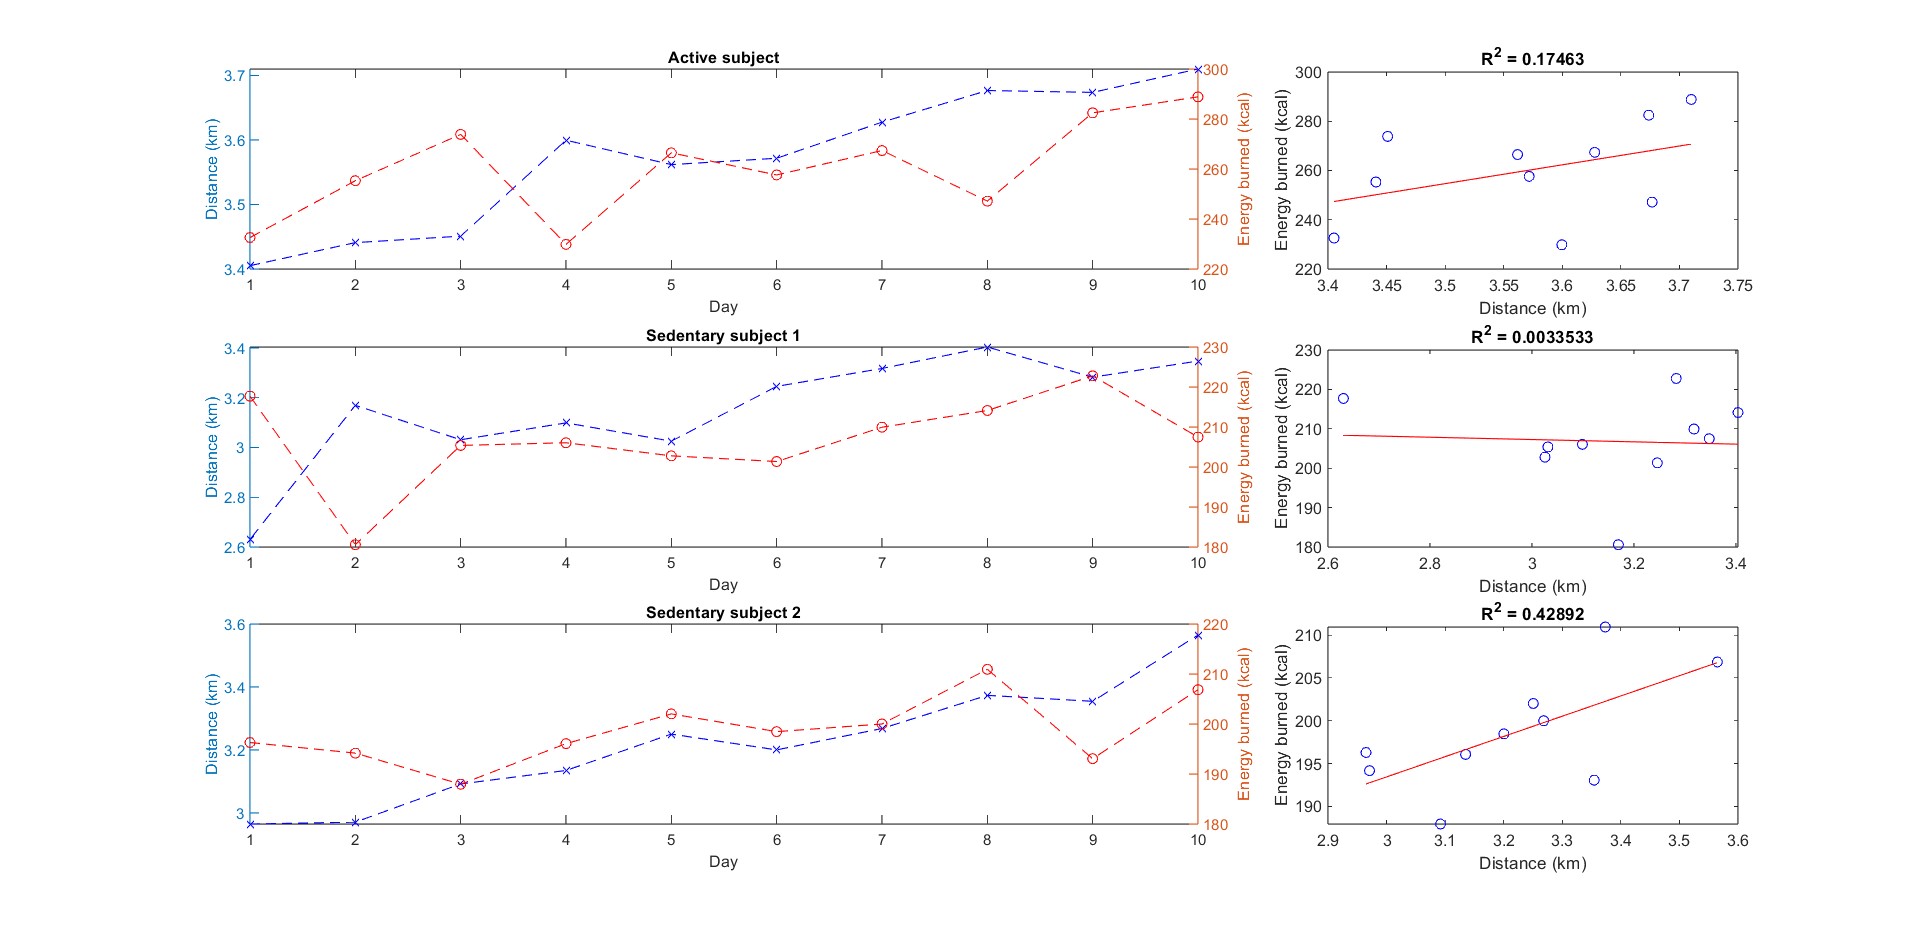 Active subject
Distance (km)
3.7
3.6
3.5
3.4
300
280
260
240
220
Energy burned (kcal)
1 2 3 4 5 6 7 8 9 10
Day
R² = 0.17463
Energy burned (kcal)
300
280
260
240
220
3.4 3.45 3.5 3.55 3.6 3.65 3.7 3.75
Distance (km)
Sedentary subject 1
Distance (km)
3.4
3.2
3
2.8
2.6
230
220
210
200
190
180
Energy burned (kcal)
1 2 3 4 5 6 7 8 9 10
Day
R² = 0.0033533
Energy burned (kcal)
230
220
210
200
190
180
2.6 2.8 3 3.2 3.4
Distance (km)
Sedentary subject 2
Distance (km)
3.6
3.4
3.2
3
220
210
200
190
180
Energy burned (kcal)
1 2 3 4 5 6 7 8 9 10
Day
R² = 0.42892
Energy burned (kcal)
210
205
200
195
190
2.9 3 3.1 3.2 3.3 3.4 3.5 3.6
Distance (km)